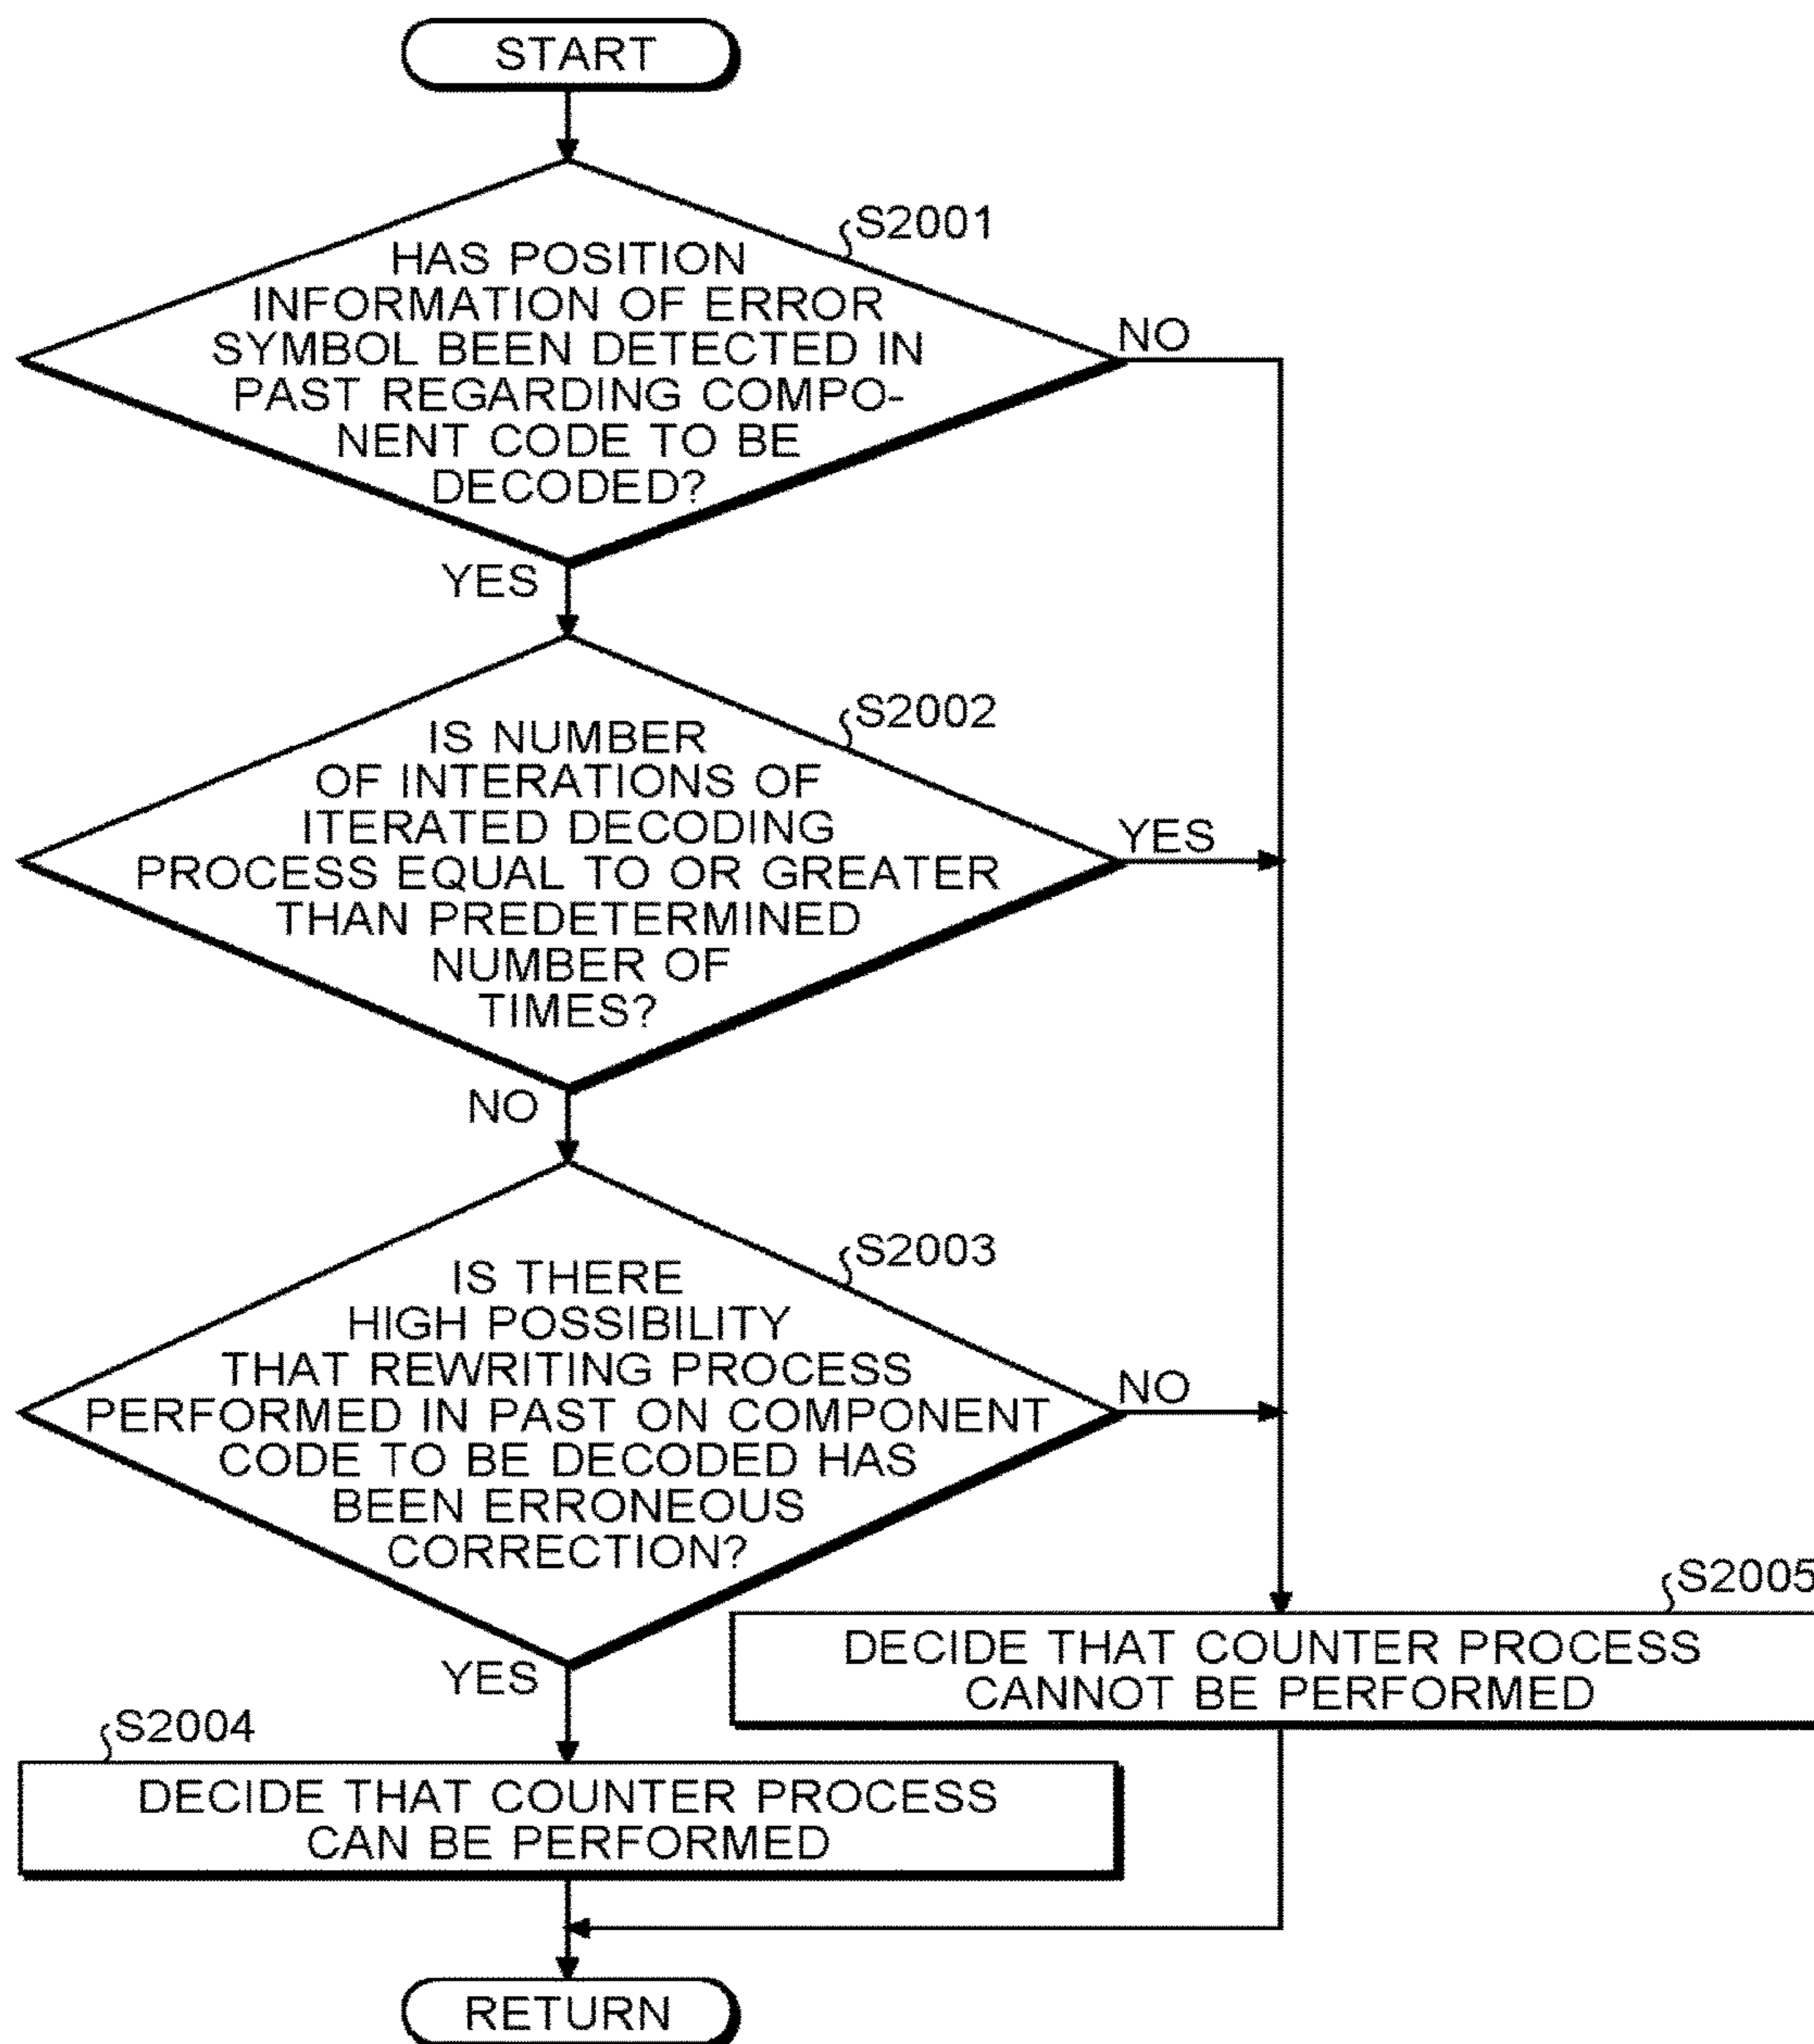 START
S2001
HAS POSITION
INFORMATION OF ERROR
SYMBOL BEEN DETECTED IN
PAST REGARDING COMPO-
NENT CODE TO BE
DECODED?
NO
YES
S2002
IS NUMBER
OF INTERATIONS OF
ITERATED DECODING
PROCESS EQUAL TO OR GREATER
THAN PREDETERMINED
NUMBER OF
TIMES?
YES
NO
S2003
IS THERE
HIGH POSSIBILITY
THAT REWRITING PROCESS
PERFORMED IN PAST ON COMPONENT
CODE TO BE DECODED HAS
BEEN ERRONEOUS
CORRECTION?
NO
YES
S2005
DECIDE THAT COUNTER PROCESS
CANNOT BE PERFORMED
S2004
DECIDE THAT COUNTER PROCESS
CAN BE PERFORMED
RETURN